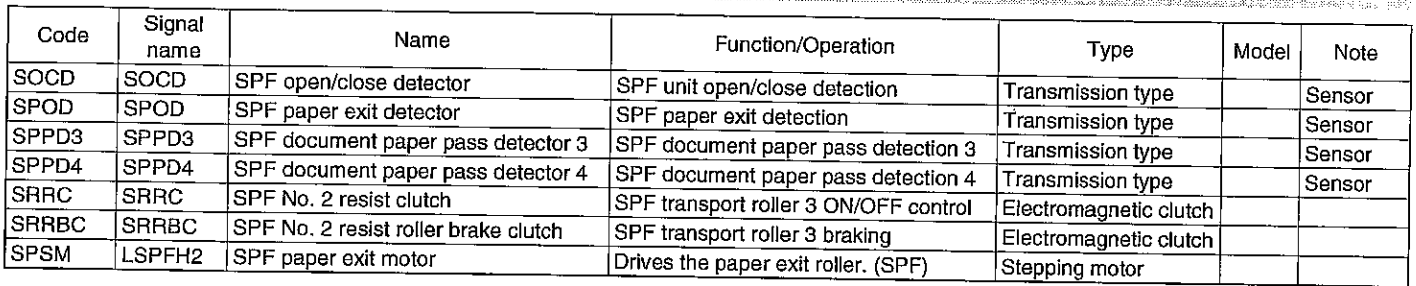 Code Signal name Name Function/Operation Type Model Note
SOCD SOCD SPF open/close detector SPF unit open/close detection Transmission type Sensor
SPOD SPOD SPF paper exit detector SPF paper exit detection Transmission type Sensor
SPPD3 SPPD3 SPF document paper pass detector 3 SPF document paper pass detection 3 Transmission type Sensor
SPPD4 SPPD4 SPF document paper pass detector 4 SPF document paper pass detection 4 Transmission type Sensor
SRRC SRRC SPF No. 2 resist clutch SPF transport roller 3 ON/OFF control Electromagnetic clutch
SRRBC SRRBC SPF No. 2 resist roller brake clutch SPF transport roller 3 braking Electromagnetic clutch
SPSM LSPFH2 SPF paper exit motor Drives the paper exit roller. (SPF) Stepping motor